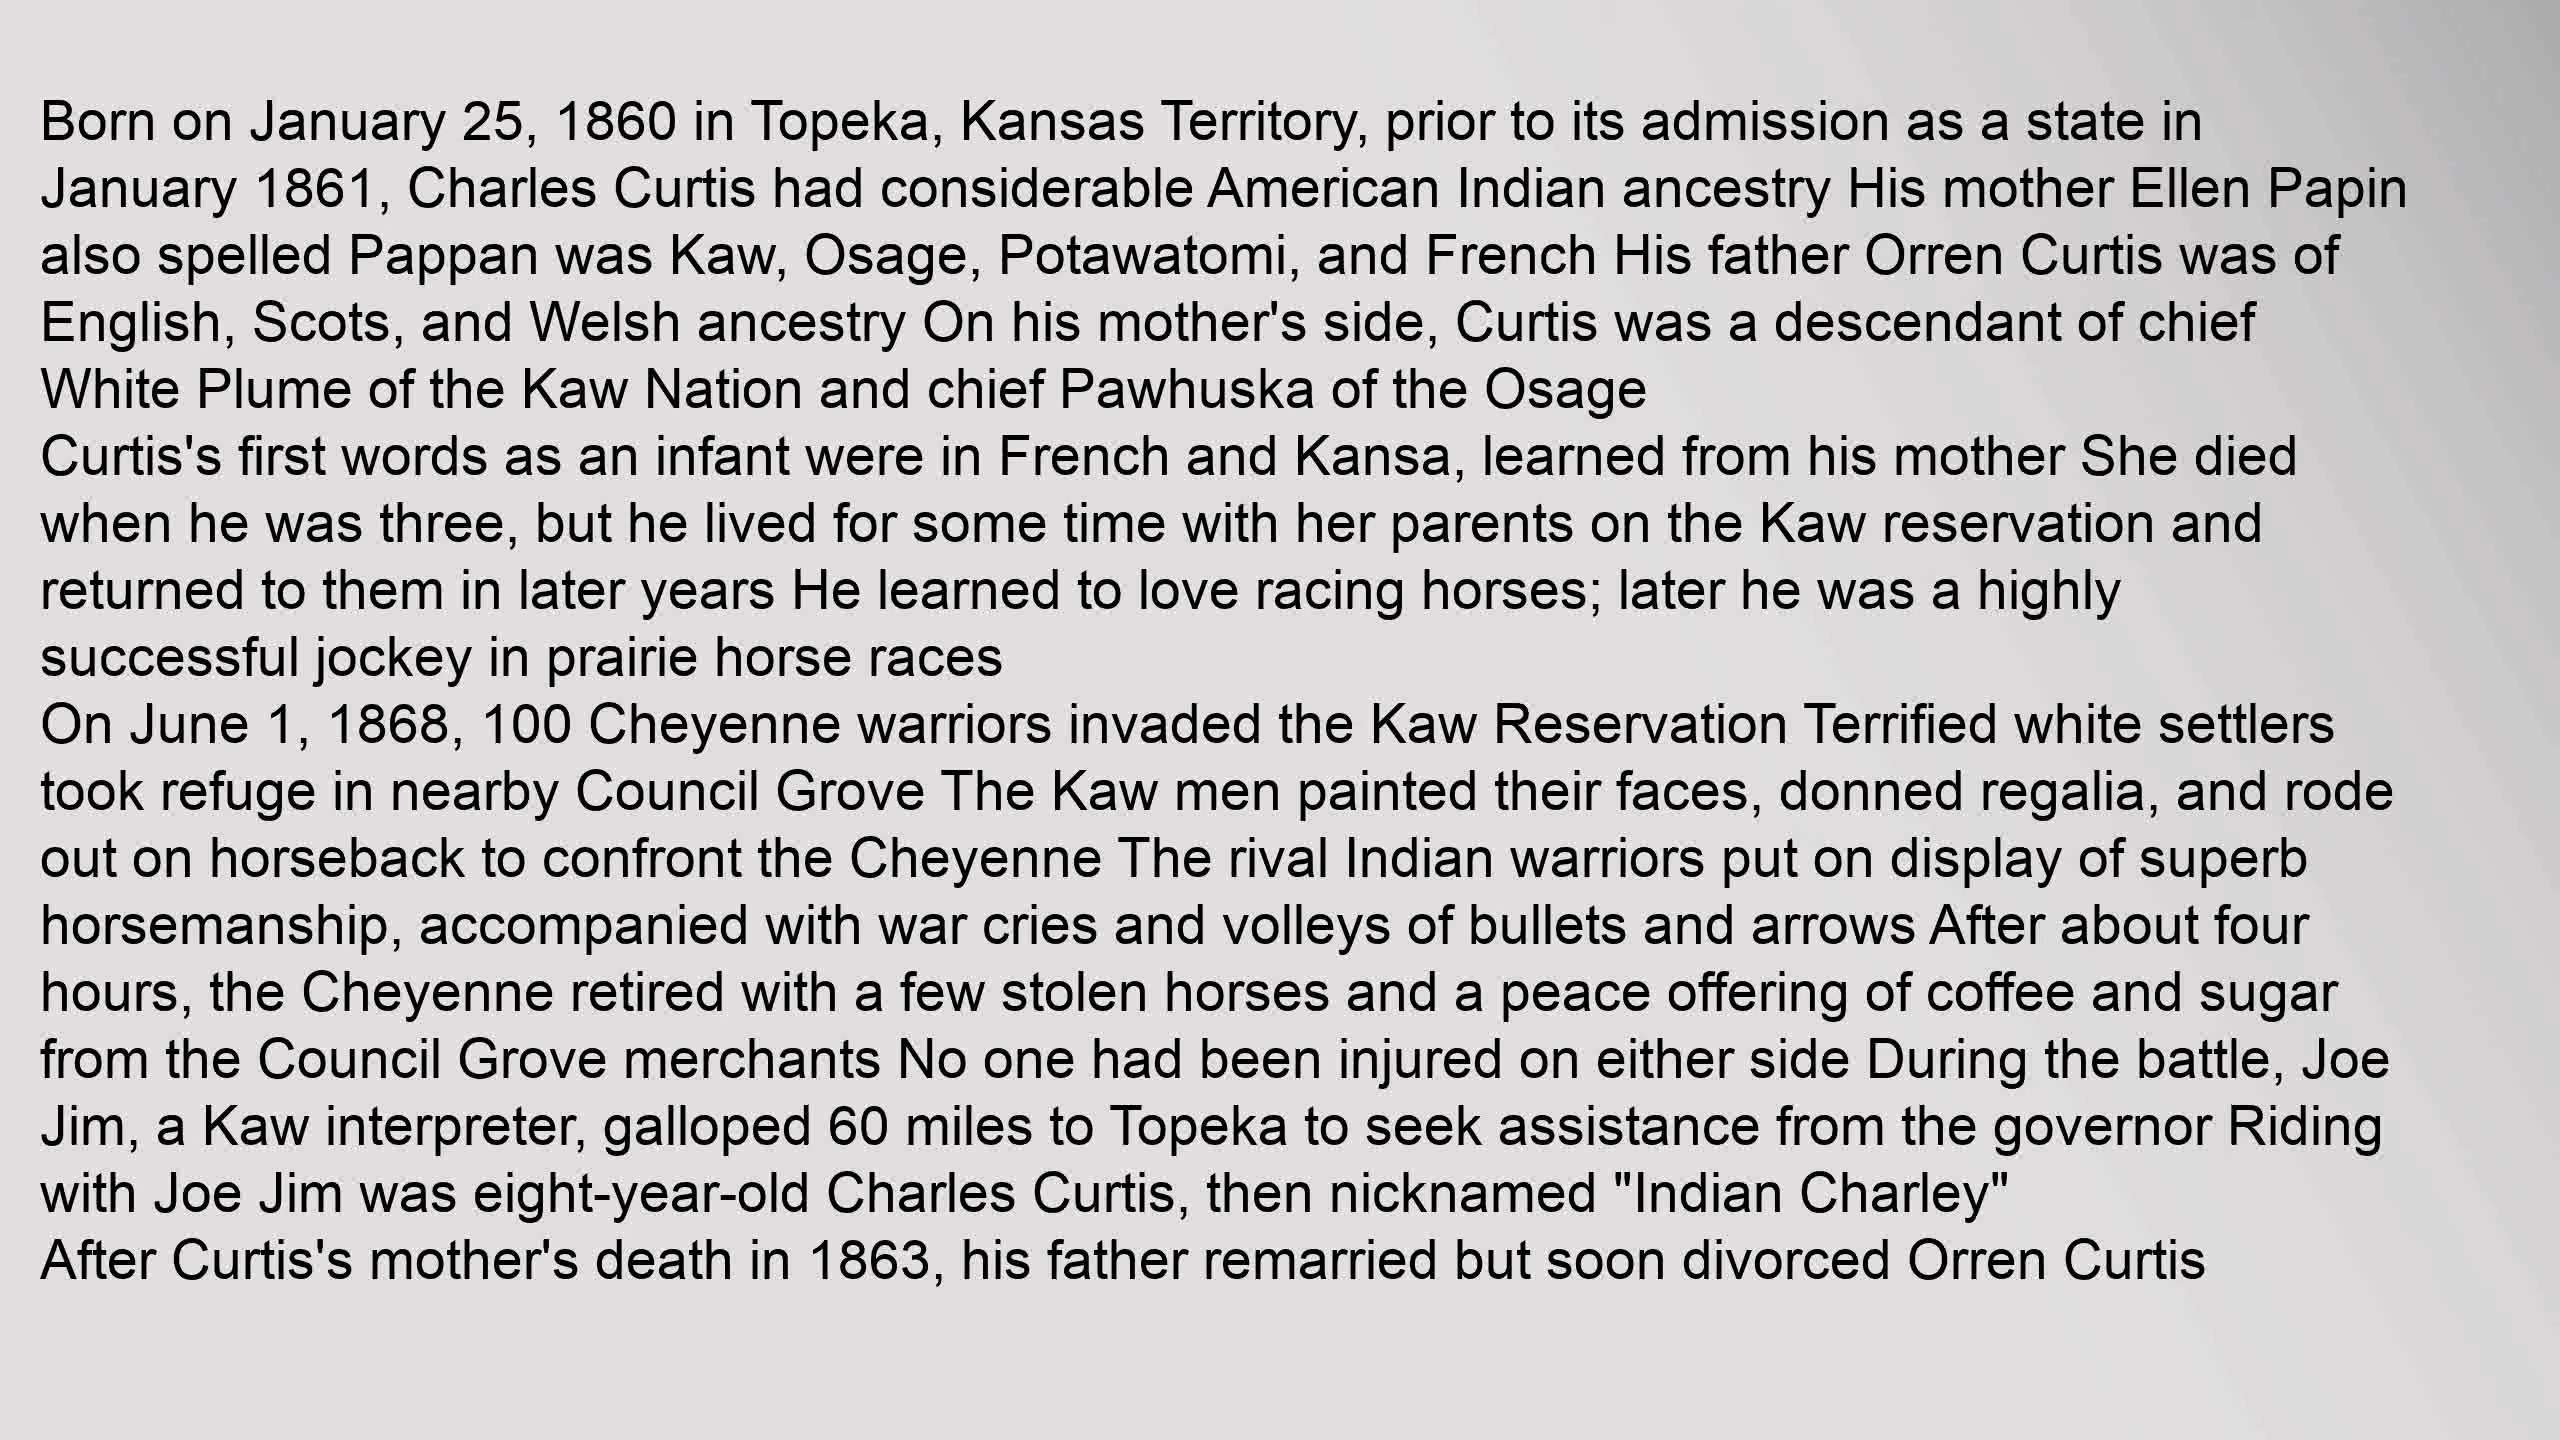 Born on January 25, 1860 in Topeka, Kansas Territory, prior to its admission as a state in
January 1861, Charles Curtis had considerable American Indian ancestry His mother Ellen Papin
also spelled Pappan was Kaw, Osage, Potawatomi, and French His father Orren Curtis was of
English, Scots, and Welsh ancestry On his mother's side, Curtis was a descendant of chief
White Plume of the Kaw Nation and chief Pawhuska of the Osage
Curtis's first words as an infant were in French and Kansa, learned from his mother She died
when he was three, but he lived for some time with her parents on the Kaw reservation and
returned to them in later years He learned to love racing horses; later he was a highly
successful jockey in prairie horse races
On June 1, 1868, 100 Cheyenne warriors invaded the Kaw Reservation Terrified white settlers
took refuge in nearby Council Grove The Kaw men painted their faces, donned regalia, and rode
out on horseback to confront the Cheyenne The rival Indian warriors put on display of superb
horsemanship, accompanied with war cries and volleys of bullets and arrows After about four
hours, the Cheyenne retired with a few stolen horses and a peace offering of coffee and sugar
from the Council Grove merchants No one had been injured on either side During the battle, Joe
Jim, a Kaw interpreter, galloped 60 miles to Topeka to seek assistance from the governor Riding
with Joe Jim was eight-year-old Charles Curtis, then nicknamed "Indian Charley"
After Curtis's mother's death in 1863, his father remarried but soon divorced Orren Curtis